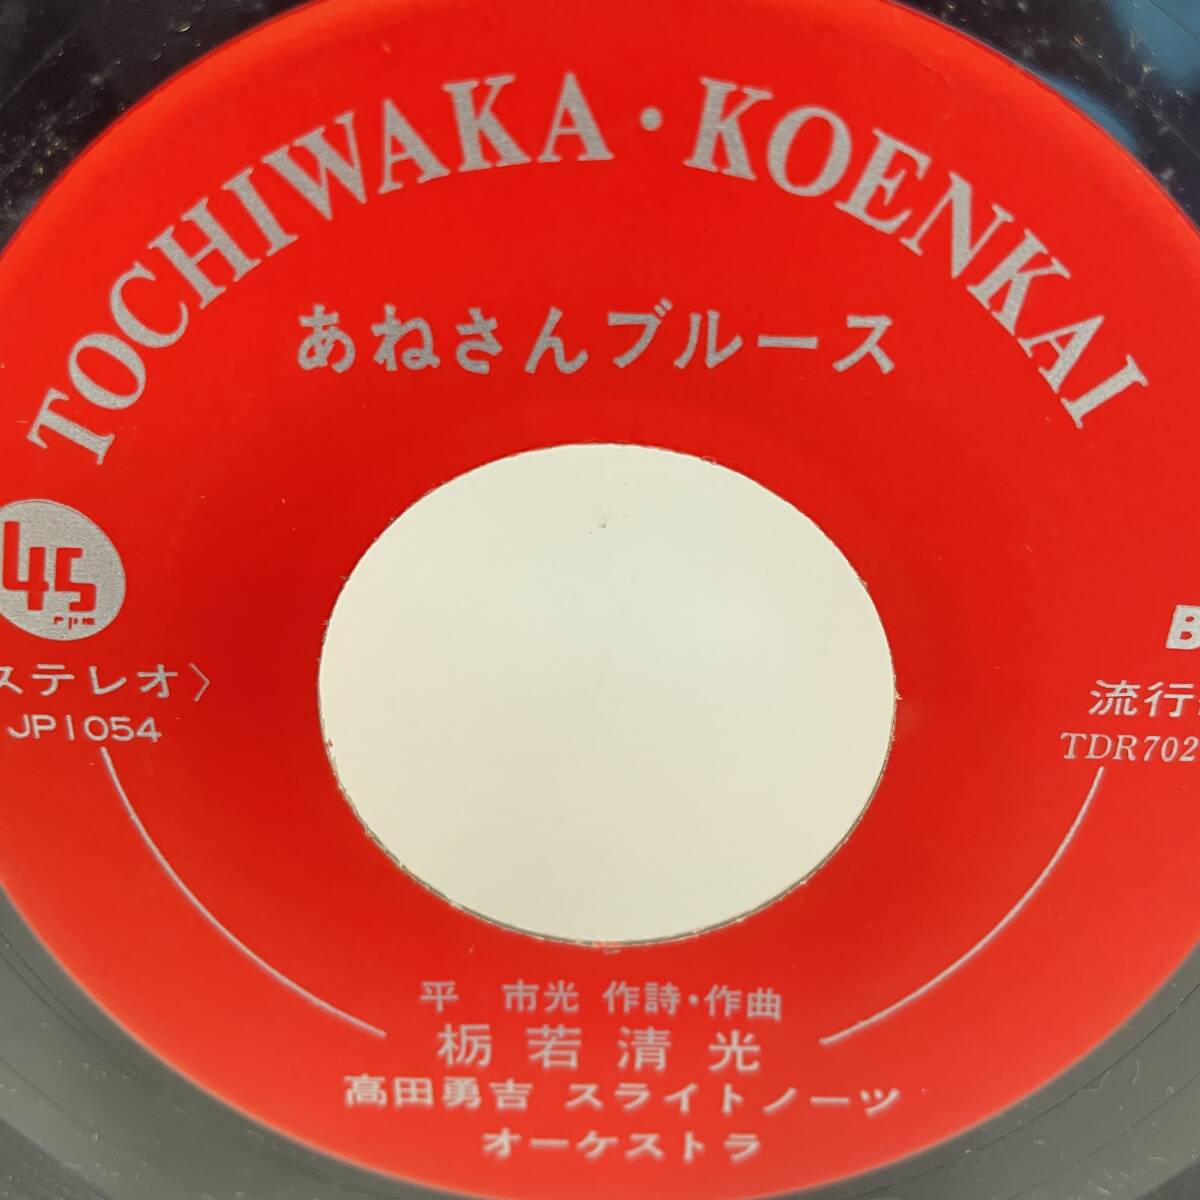 TOCHIWAKA・KOENKAI
あねさんブルース
45
rpm
ステレオ〉
JP1054
B
流行
TDR702
平 市光 作詩・作曲
栃若清光
高田勇吉 スライトノーツ
オーケストラ